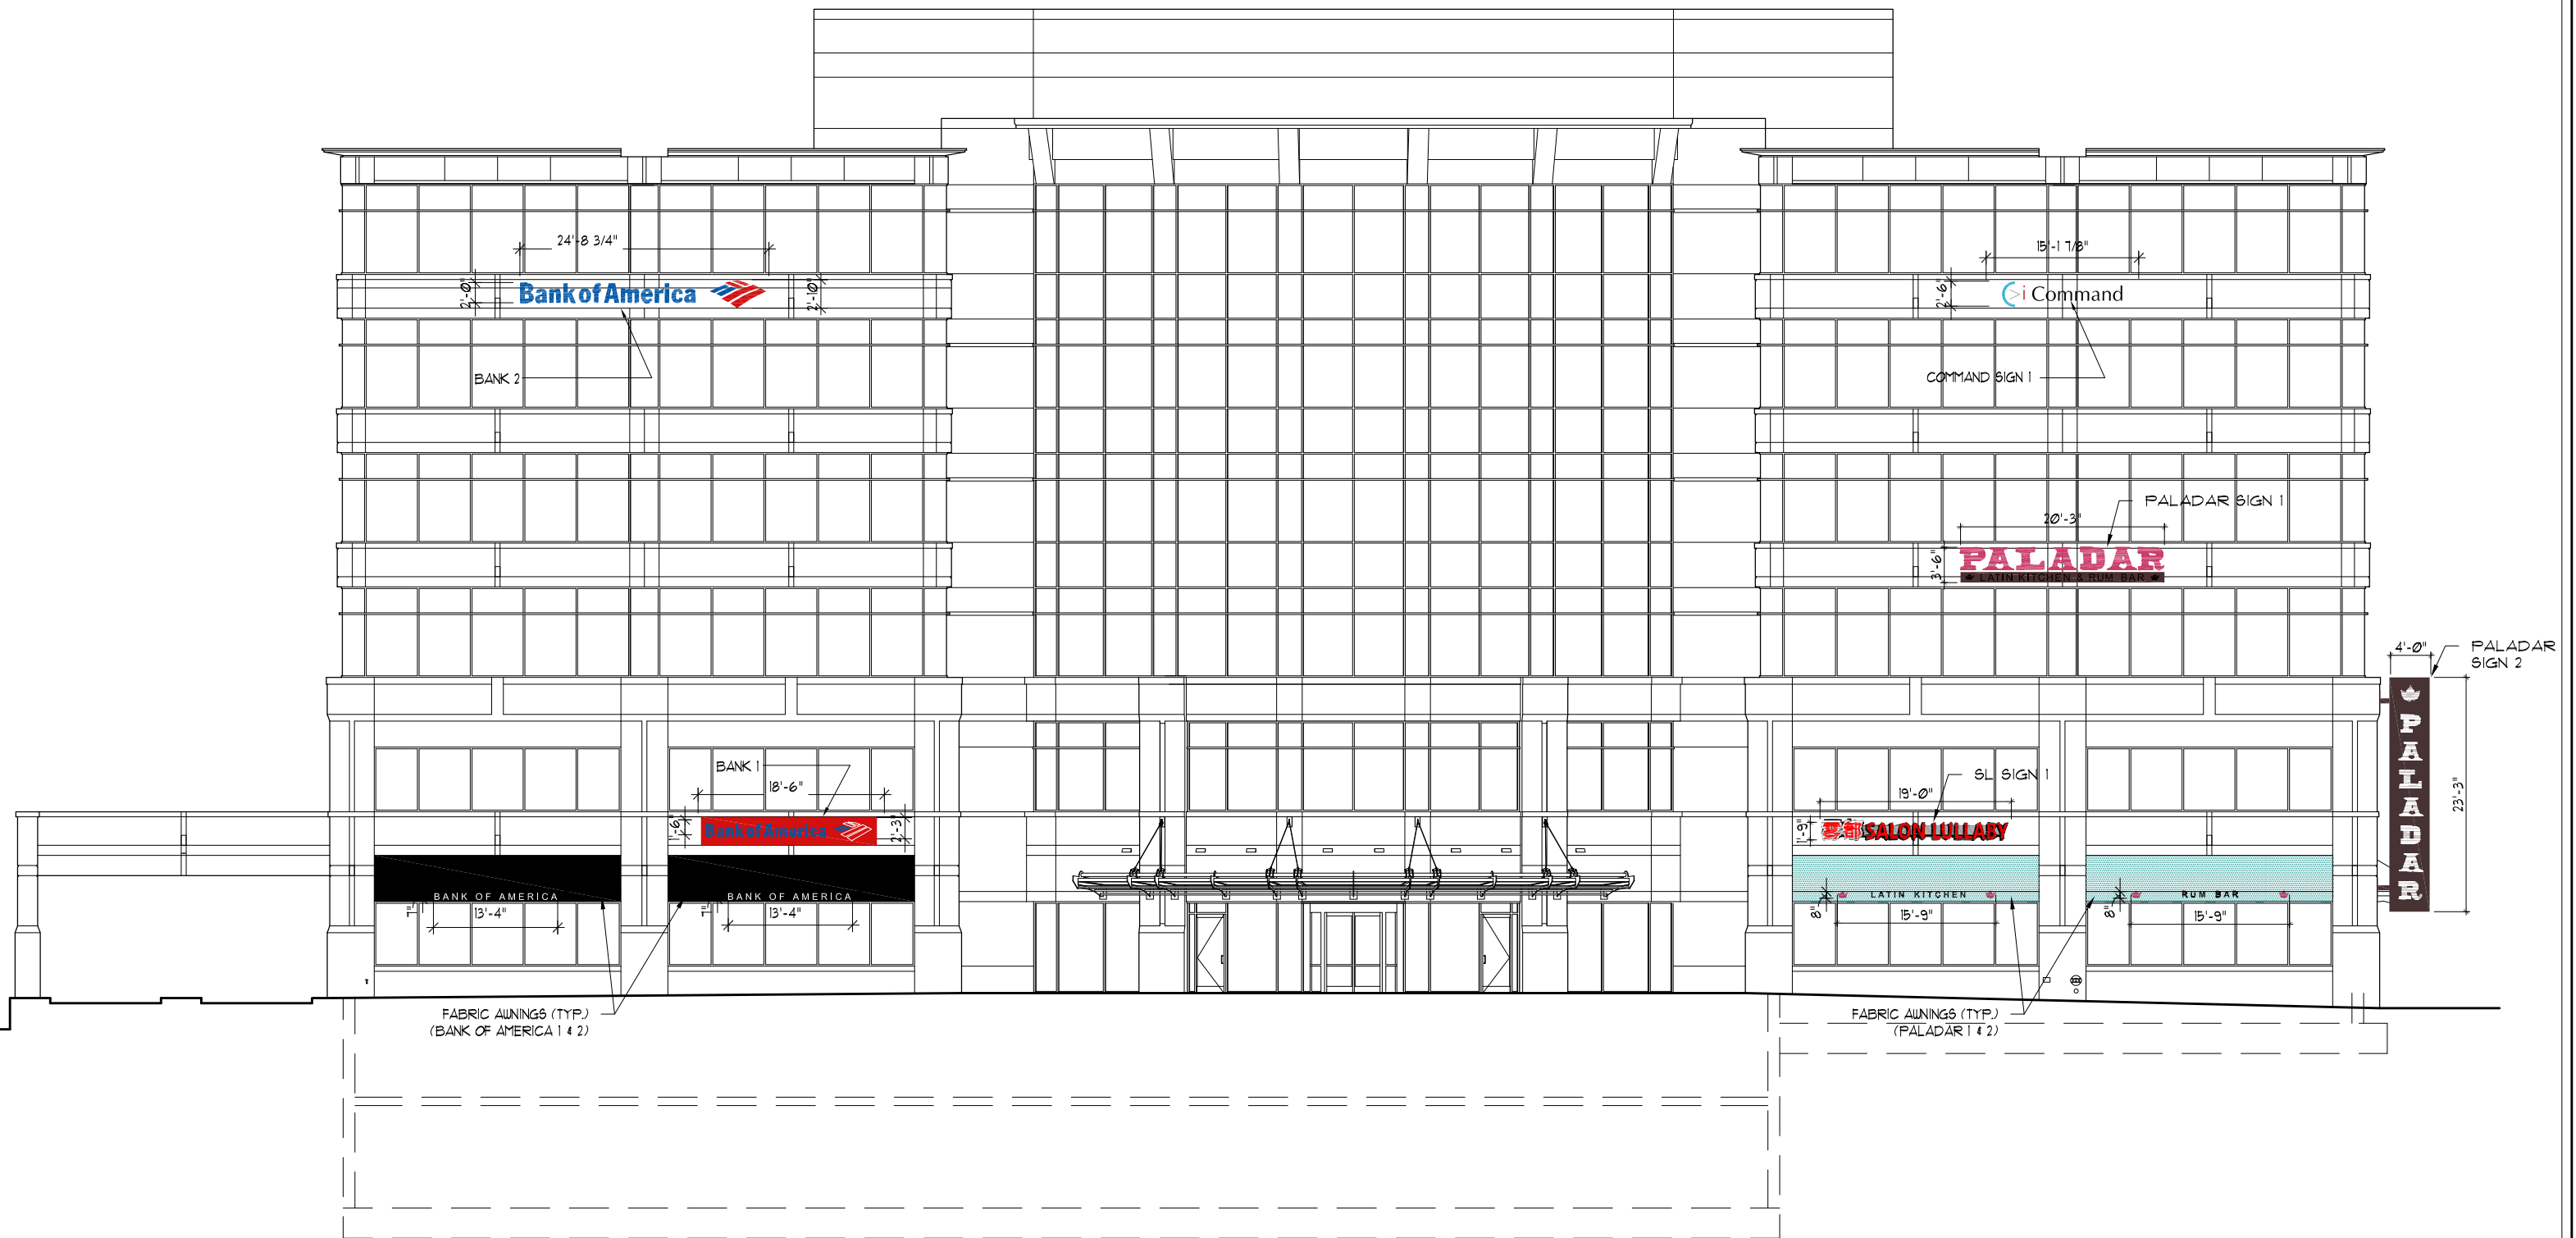 24'-8 3/4"
15'-1 7/8"
2'-0"
Bank of America
2'-10"
2'-6"
Command
BANK 2
COMMAND SIGN 1
PALADAR SIGN 1
20'-3"
3'-6"
PALADAR
LATIN KITCHEN & RUM BAR
4'-0"
PALADAR
SIGN 2
BANK 1
18'-6"
SL SIGN 1
19'-0"
23'-3"
PALADAR
1'-6"
Bank of America
2'-3"
1'-9"
SALON LULLABY
BANK OF AMERICA
BANK OF AMERICA
LATIN KITCHEN
RUM BAR
7"
13'-4"
7"
13'-4"
8"
15'-9"
8"
15'-9"
FABRIC AWNINGS (TYP.)
(BANK OF AMERICA 1 & 2)
FABRIC AWNINGS (TYP.)
(PALADAR 1 & 2)